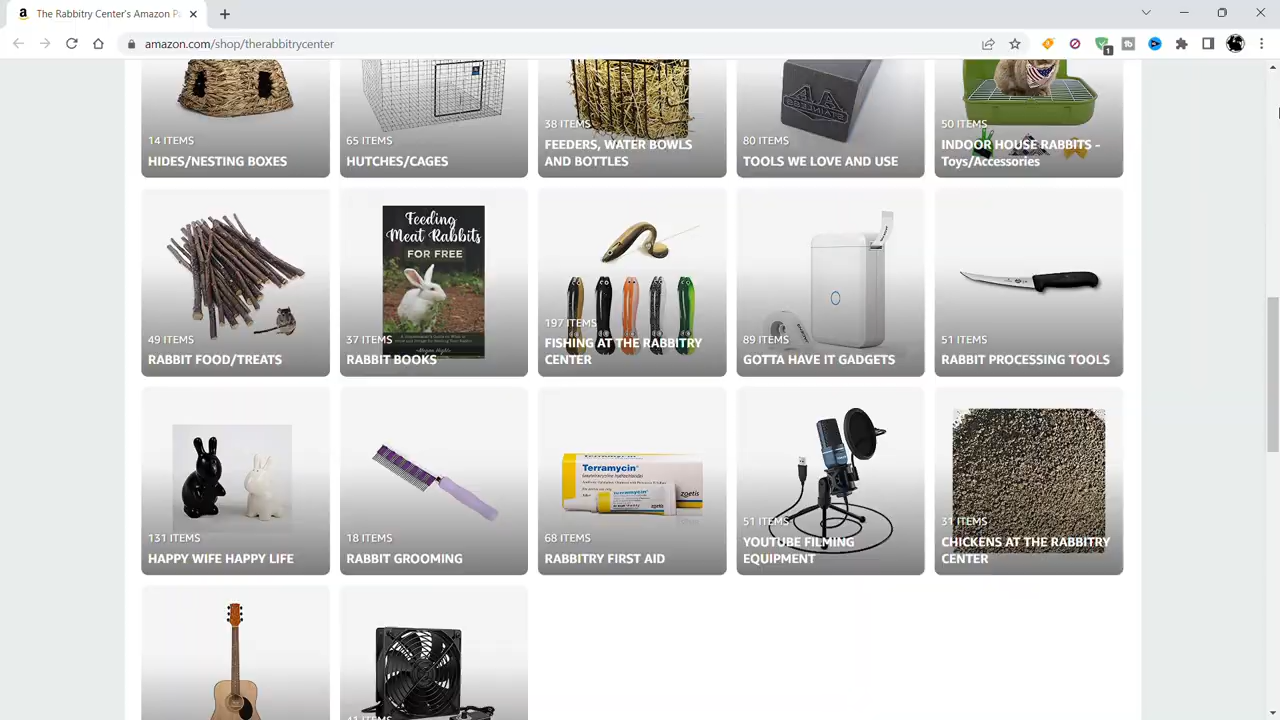 The Rabbitry Center's Amazon P
amazon.com/shop/therabbitrycenter
1
14 ITEMS
HIDES/NESTING BOXES
65 ITEMS
HUTCHES/CAGES
38 ITEMS
FEEDERS, WATER BOWLS
AND BOTTLES
80 ITEMS
TOOLS WE LOVE AND USE
50 ITEMS
INDOOR HOUSE RABBITS -
Toys/Accessories
49 ITEMS
RABBIT FOOD/TREATS
Feeding
Meat Rabbits
FOR FREE
37 ITEMS
RABBIT BOOKS
197 ITEMS
FISHING AT THE RABBITRY
CENTER
89 ITEMS
GOTTA HAVE IT GADGETS
51 ITEMS
RABBIT PROCESSING TOOLS
131 ITEMS
HAPPY WIFE HAPPY LIFE
18 ITEMS
RABBIT GROOMING
Terramycin
zoetis
68 ITEMS
RABBITRY FIRST AID
51 ITEMS
YOUTUBE FILMING
EQUIPMENT
31 ITEMS
CHICKENS AT THE RABBITRY
CENTER
41 ITEMS